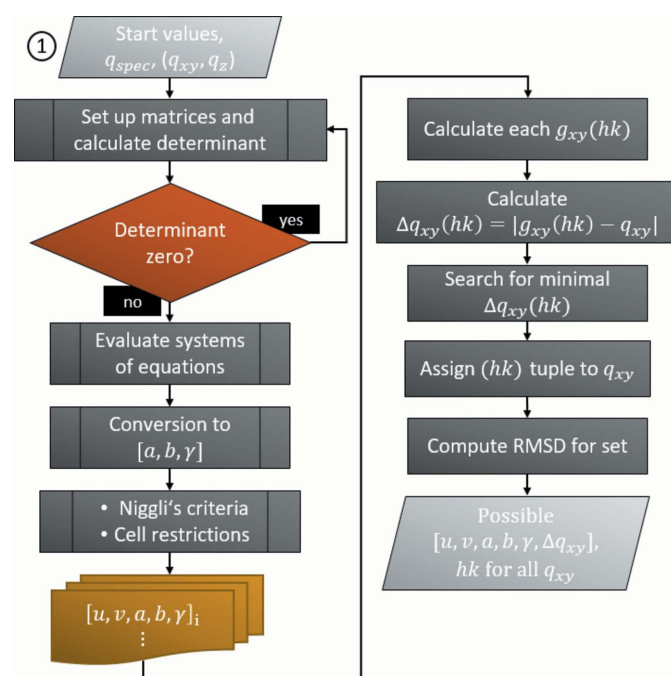 1
Start values,
q_spec, (q_xy, q_z)
Set up matrices and
calculate determinant
yes
Determinant
zero?
no
Evaluate systems
of equations
Conversion to
[a, b, γ]
• Niggli‘s criteria
• Cell restrictions
[u, v, a, b, γ]_i
⋮
Calculate each g_xy(hk)
Calculate
Δq_xy(hk) = |g_xy(hk) − q_xy|
Search for minimal
Δq_xy(hk)
Assign (hk) tuple to q_xy
Compute RMSD for set
Possible
[u, v, a, b, γ, Δq_xy],
hk for all q_xy